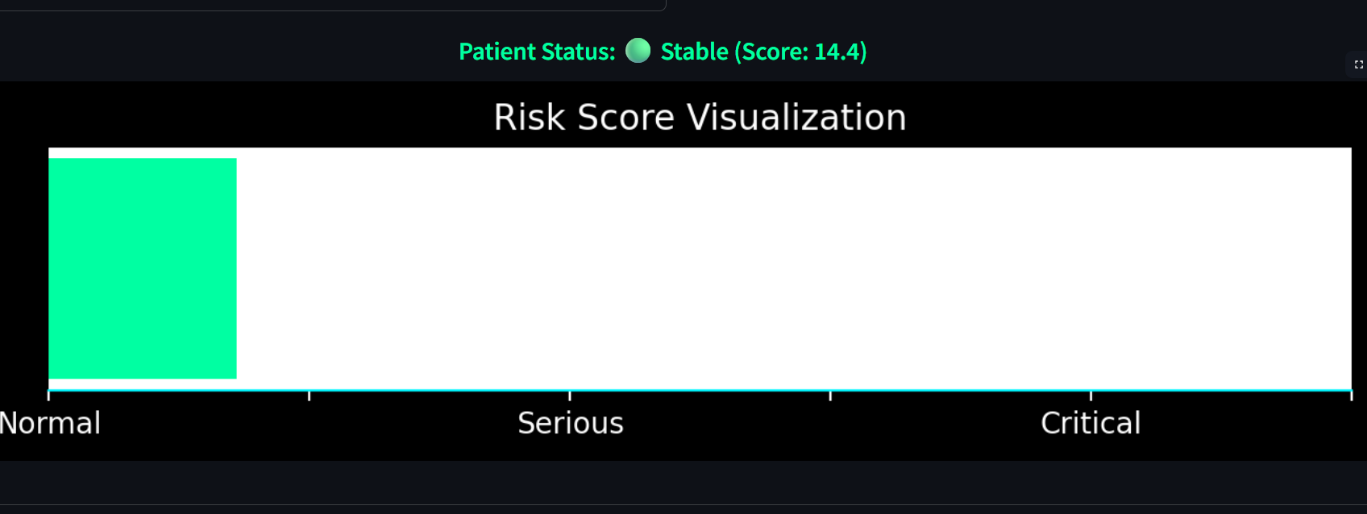 Patient Status: 🟢 Stable (Score: 14.4)
Risk Score Visualization
Normal Serious Critical